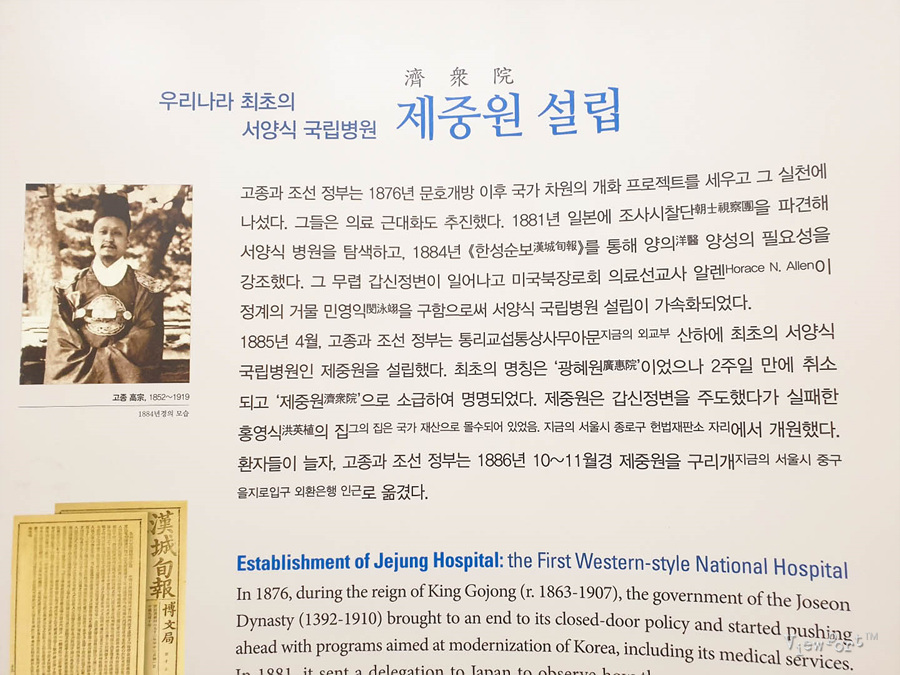 濟衆院
우리나라 최초의
서양식 국립병원
제중원 설립
고종과 조선 정부는 1876년 문호개방 이후 국가 차원의 개화 프로젝트를 세우고 그 실천에
나섰다. 그들은 의료 근대화도 추진했다. 1881년 일본에 조사시찰단朝士視察團을 파견해
서양식 병원을 탐색하고, 1884년 《한성순보漢城旬報》를 통해 양의洋醫 양성의 필요성을
강조했다. 그 무렵 갑신정변이 일어나고 미국북장로회 의료선교사 알렌Horace N. Allen이
정계의 거물 민영익閔泳翊을 구함으로써 서양식 국립병원 설립이 가속화되었다.
1885년 4월, 고종과 조선 정부는 통리교섭통상사무아문지금의 외교부 산하에 최초의 서양식
국립병원인 제중원을 설립했다. 최초의 명칭은 ‘광혜원廣惠院’이었으나 2주일 만에 취소
되고 ‘제중원濟衆院’으로 소급하여 명명되었다. 제중원은 갑신정변을 주도했다가 실패한
홍영식洪英植의 집그의 집은 국가 재산으로 몰수되어 있었음. 지금의 서울시 종로구 헌법재판소 자리에서 개원했다.
환자들이 늘자, 고종과 조선 정부는 1886년 10～11월경 제중원을 구리개지금의 서울시 중구
을지로입구 외환은행 인근로 옮겼다.
고종 高宗, 1852～1919
1884년경의 모습
漢城旬報
博文局
Establishment of Jejung Hospital: the First Western-style National Hospital
In 1876, during the reign of King Gojong (r. 1863-1907), the government of the Joseon
Dynasty (1392-1910) brought to an end to its closed-door policy and started pushing
ahead with programs aimed at modernization of Korea, including its medical services.
In 1881, it sent a delegation to Japan to observe how
ViewPoit™